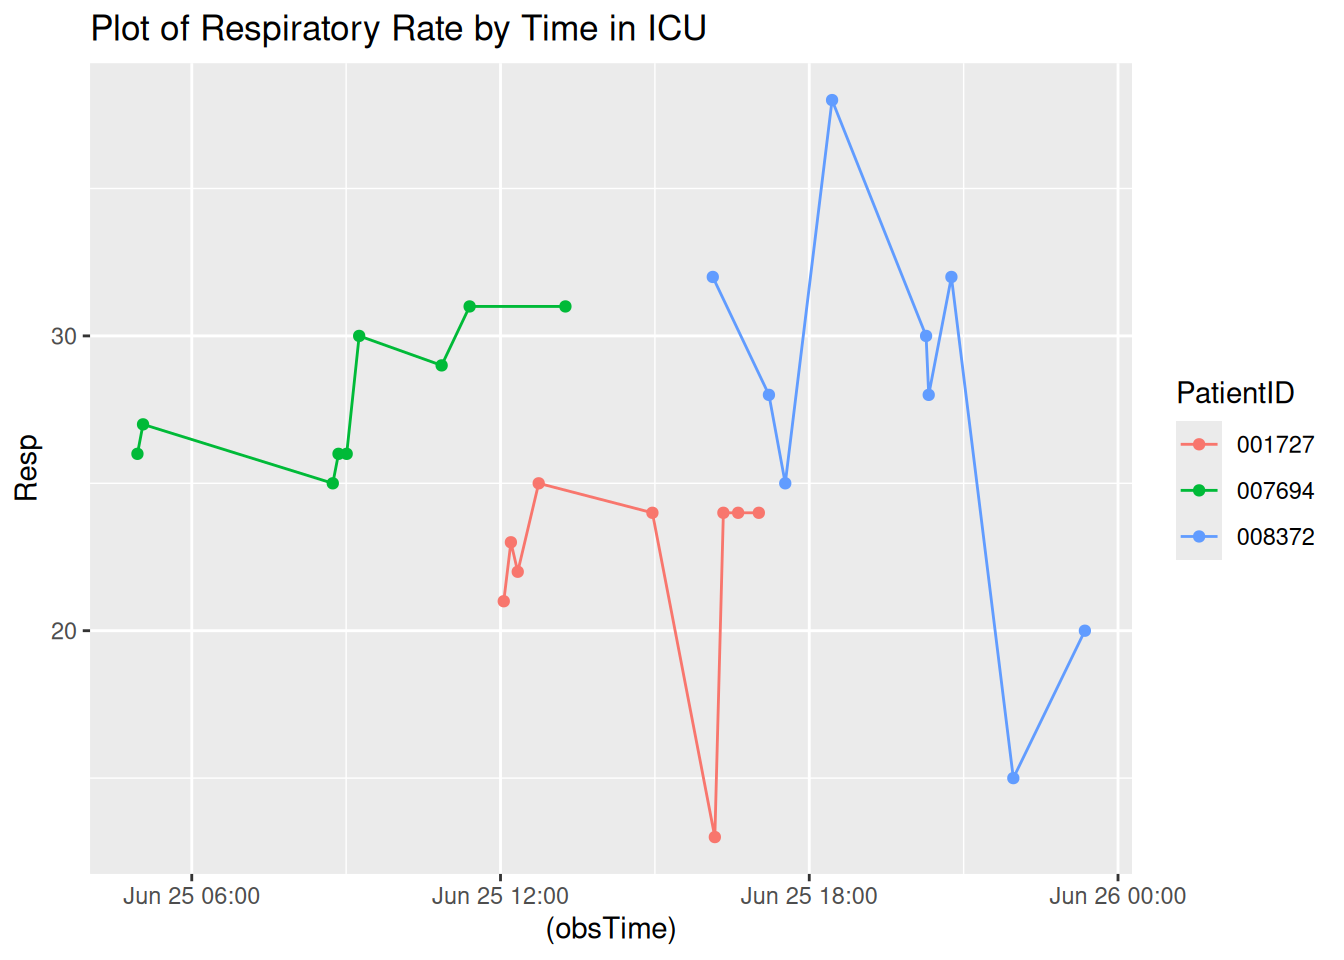 Plot of Respiratory Rate by Time in ICU
30
20
Resp
Jun 25 06:00
Jun 25 12:00
Jun 25 18:00
Jun 26 00:00
(obsTime)
PatientID
001727
007694
008372